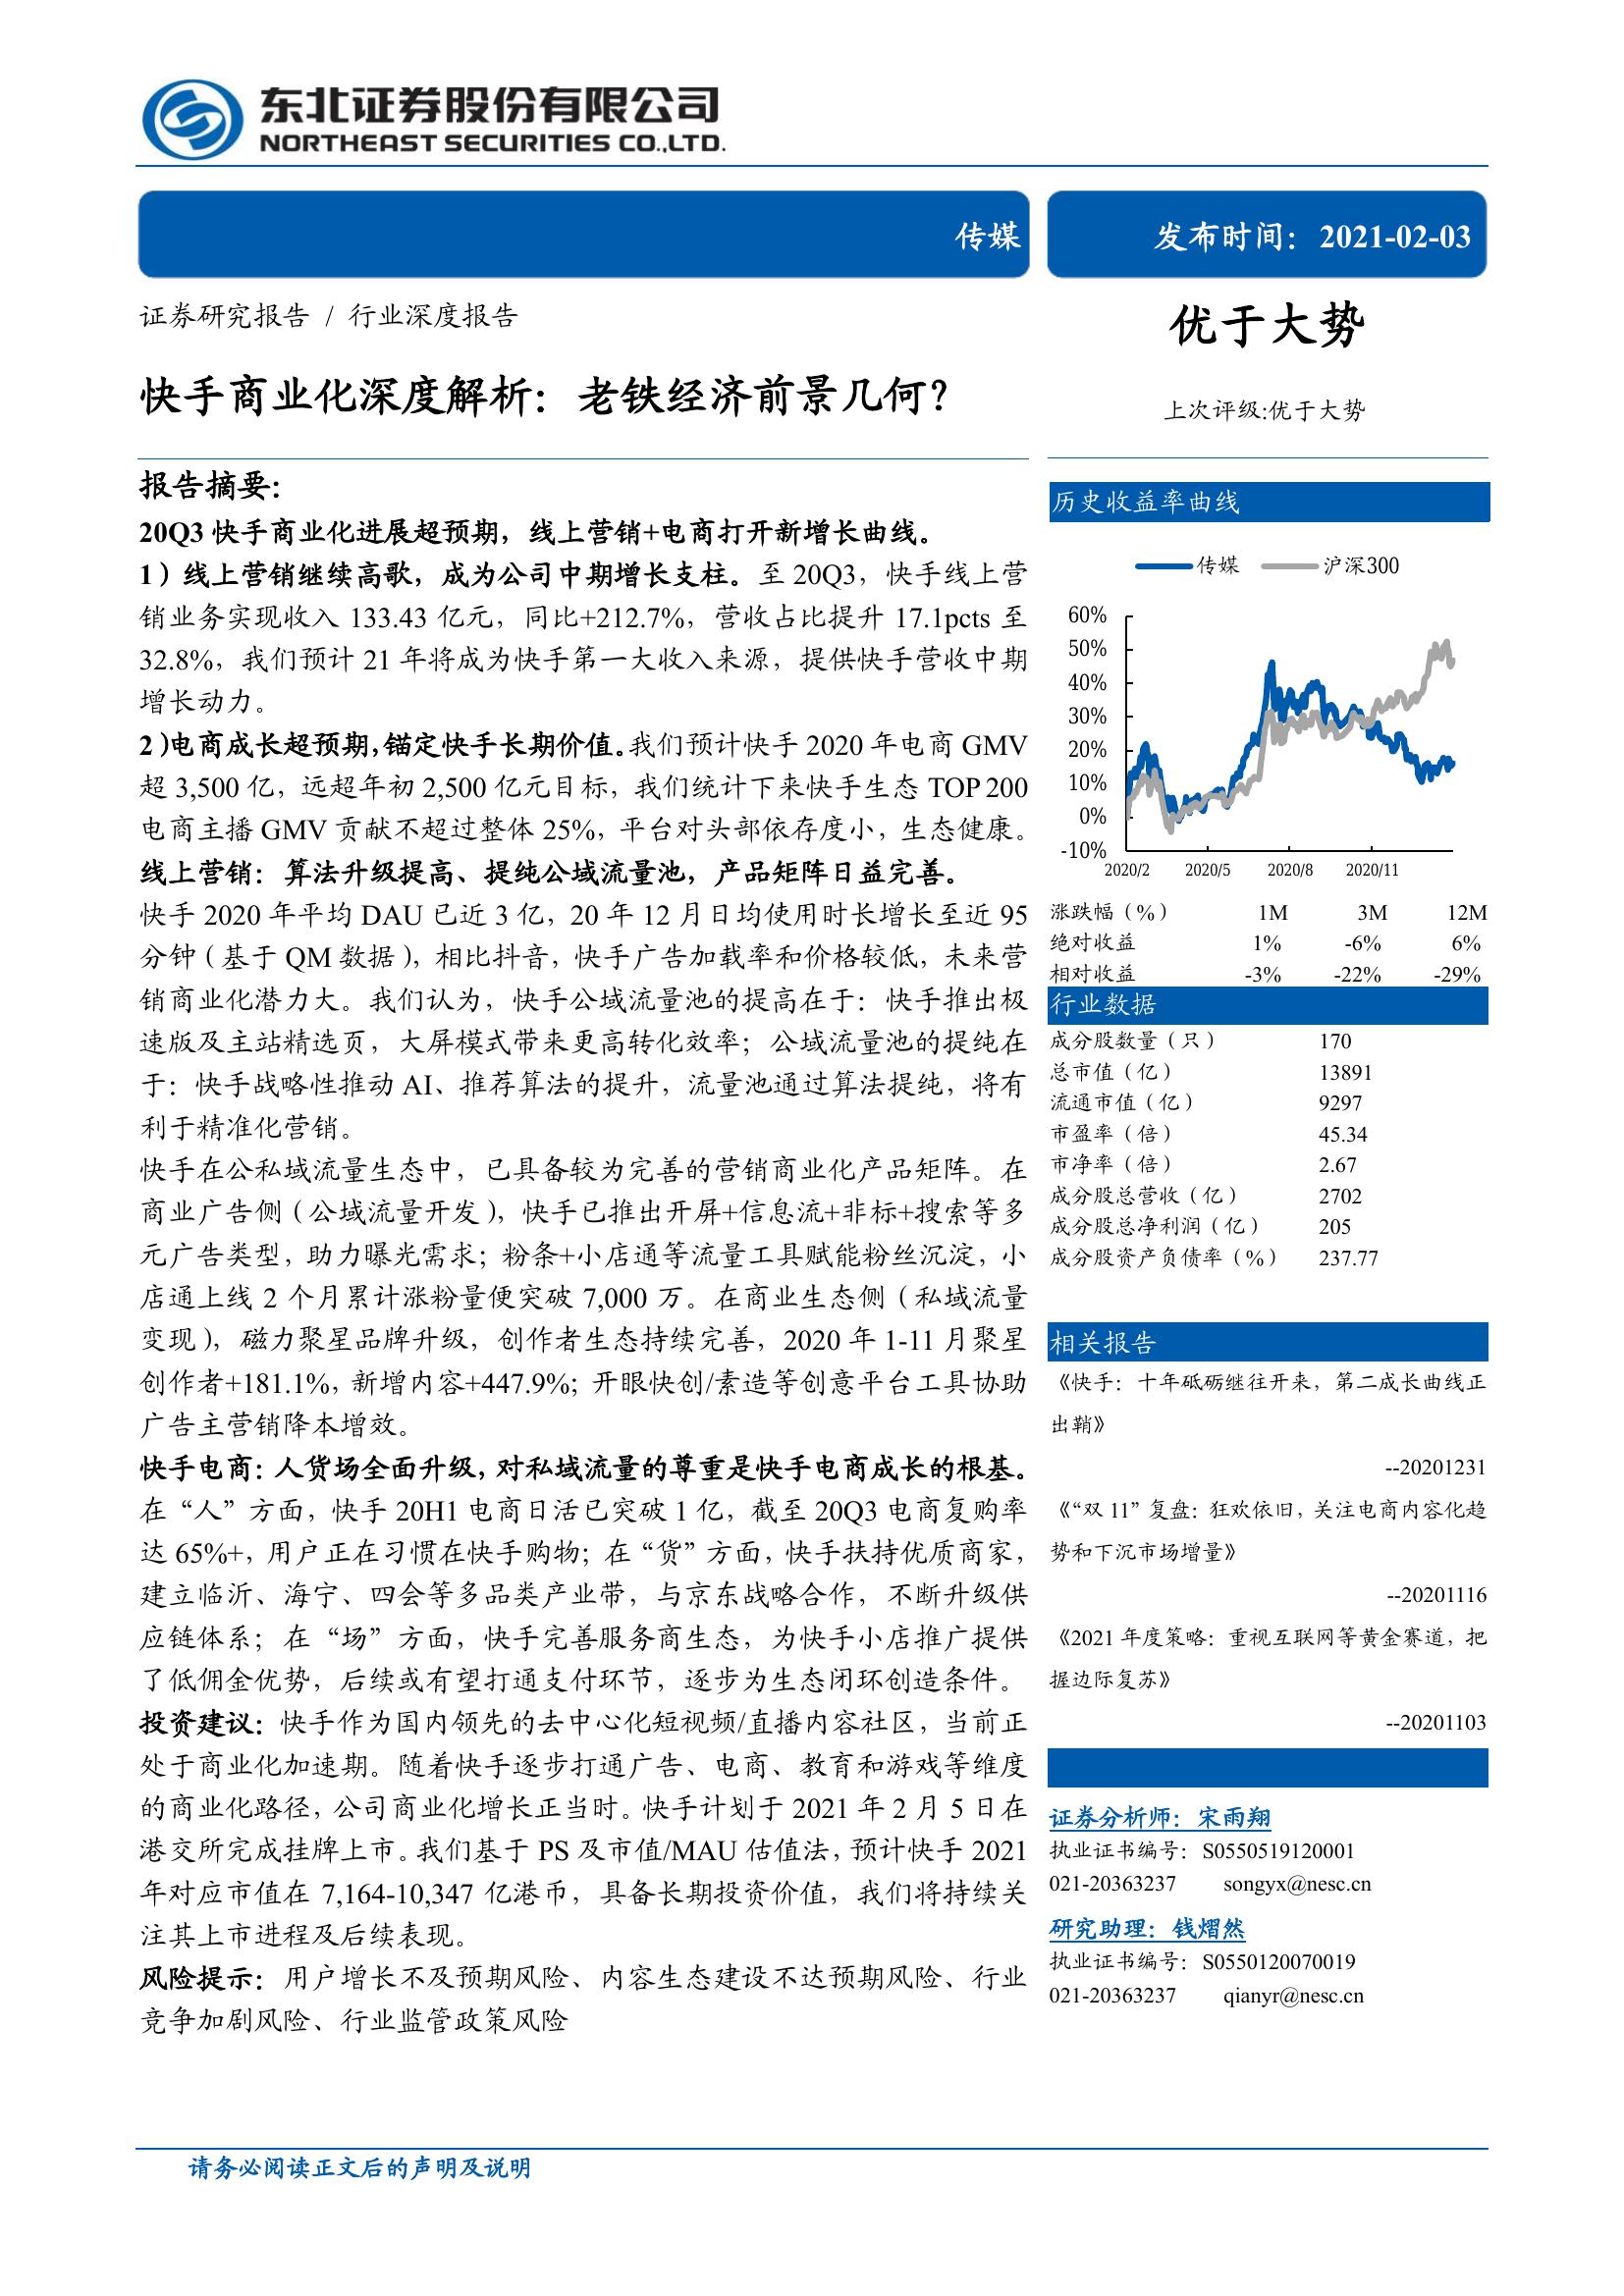 东北证券股份有限公司
NORTHEAST SECURITIES CO.,LTD.
传媒
发布时间：2021-02-03
证券研究报告 / 行业深度报告
快手商业化深度解析：老铁经济前景几何？
报告摘要：
20Q3 快手商业化进展超预期，线上营销+电商打开新增长曲线。
1）线上营销继续高歌，成为公司中期增长支柱。至 20Q3，快手线上营
销业务实现收入 133.43 亿元，同比+212.7%，营收占比提升 17.1pcts 至
32.8%，我们预计 21 年将成为快手第一大收入来源，提供快手营收中期
增长动力。
2）电商成长超预期，锚定快手长期价值。我们预计快手 2020 年电商 GMV
超 3,500 亿，远超年初 2,500 亿元目标，我们统计下来快手生态 TOP 200
电商主播 GMV 贡献不超过整体 25%，平台对头部依存度小，生态健康。
线上营销：算法升级提高、提纯公域流量池，产品矩阵日益完善。
快手 2020 年平均 DAU 已近 3 亿，20 年 12 月日均使用时长增长至近 95
分钟（基于 QM 数据），相比抖音，快手广告加载率和价格较低，未来营
销商业化潜力大。我们认为，快手公域流量池的提高在于：快手推出极
速版及主站精选页，大屏模式带来更高转化效率；公域流量池的提纯在
于：快手战略性推动 AI、推荐算法的提升，流量池通过算法提纯，将有
利于精准化营销。
快手在公私域流量生态中，已具备较为完善的营销商业化产品矩阵。在
商业广告侧（公域流量开发），快手已推出开屏+信息流+非标+搜索等多
元广告类型，助力曝光需求；粉条+小店通等流量工具赋能粉丝沉淀，小
店通上线 2 个月累计涨粉量便突破 7,000 万。在商业生态侧（私域流量
变现），磁力聚星品牌升级，创作者生态持续完善，2020 年 1-11 月聚星
创作者+181.1%，新增内容+447.9%；开眼快创/素造等创意平台工具协助
广告主营销降本增效。
快手电商：人货场全面升级，对私域流量的尊重是快手电商成长的根基。
在“人”方面，快手 20H1 电商日活已突破 1 亿，截至 20Q3 电商复购率
达 65%+，用户正在习惯在快手购物；在“货”方面，快手扶持优质商家，
建立临沂、海宁、四会等多品类产业带，与京东战略合作，不断升级供
应链体系；在“场”方面，快手完善服务商生态，为快手小店推广提供
了低佣金优势，后续或有望打通支付环节，逐步为生态闭环创造条件。
投资建议：快手作为国内领先的去中心化短视频/直播内容社区，当前正
处于商业化加速期。随着快手逐步打通广告、电商、教育和游戏等维度
的商业化路径，公司商业化增长正当时。快手计划于 2021 年 2 月 5 日在
港交所完成挂牌上市。我们基于 PS 及市值/MAU 估值法，预计快手 2021
年对应市值在 7,164-10,347 亿港币，具备长期投资价值，我们将持续关
注其上市进程及后续表现。
风险提示：用户增长不及预期风险、内容生态建设不达预期风险、行业
竞争加剧风险、行业监管政策风险
优于大势
上次评级:优于大势
历史收益率曲线
传媒 沪深300
60%
50%
40%
30%
20%
10%
0%
-10%
2020/2 2020/5 2020/8 2020/11
涨跌幅（%） 1M 3M 12M
绝对收益 1% -6% 6%
相对收益 -3% -22% -29%
行业数据
成分股数量（只） 170
总市值（亿） 13891
流通市值（亿） 9297
市盈率（倍） 45.34
市净率（倍） 2.67
成分股总营收（亿） 2702
成分股总净利润（亿） 205
成分股资产负债率（%） 237.77
相关报告
《快手：十年砥砺继往开来，第二成长曲线正
出鞘》
--20201231
《“双 11”复盘：狂欢依旧，关注电商内容化趋
势和下沉市场增量》
--20201116
《2021 年度策略：重视互联网等黄金赛道，把
握边际复苏》
--20201103
证券分析师：宋雨翔
执业证书编号：S0550519120001
021-20363237 songyx@nesc.cn
研究助理：钱熠然
执业证书编号：S0550120070019
021-20363237 qianyr@nesc.cn
请务必阅读正文后的声明及说明